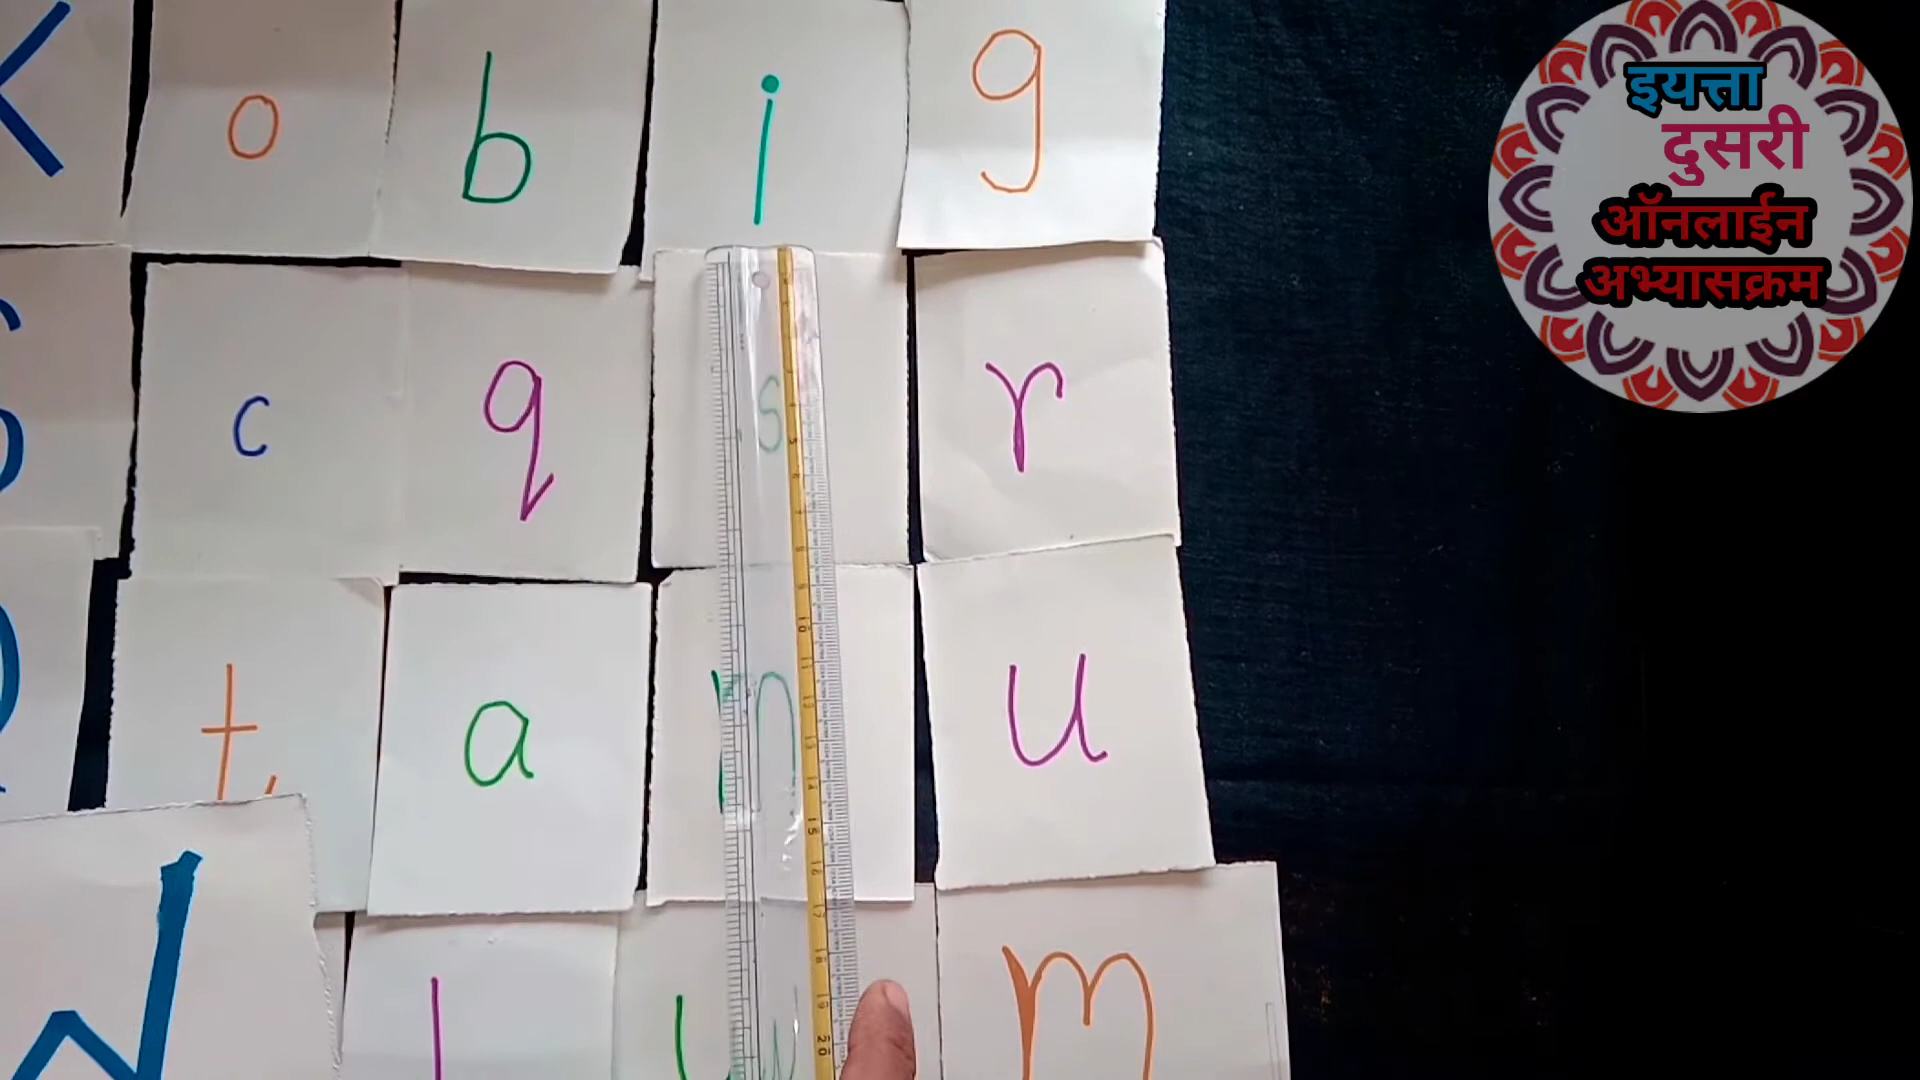 o b i g
c q s r
t a n u
m
इयत्ता
दुसरी
ऑनलाईन
अभ्यासक्रम